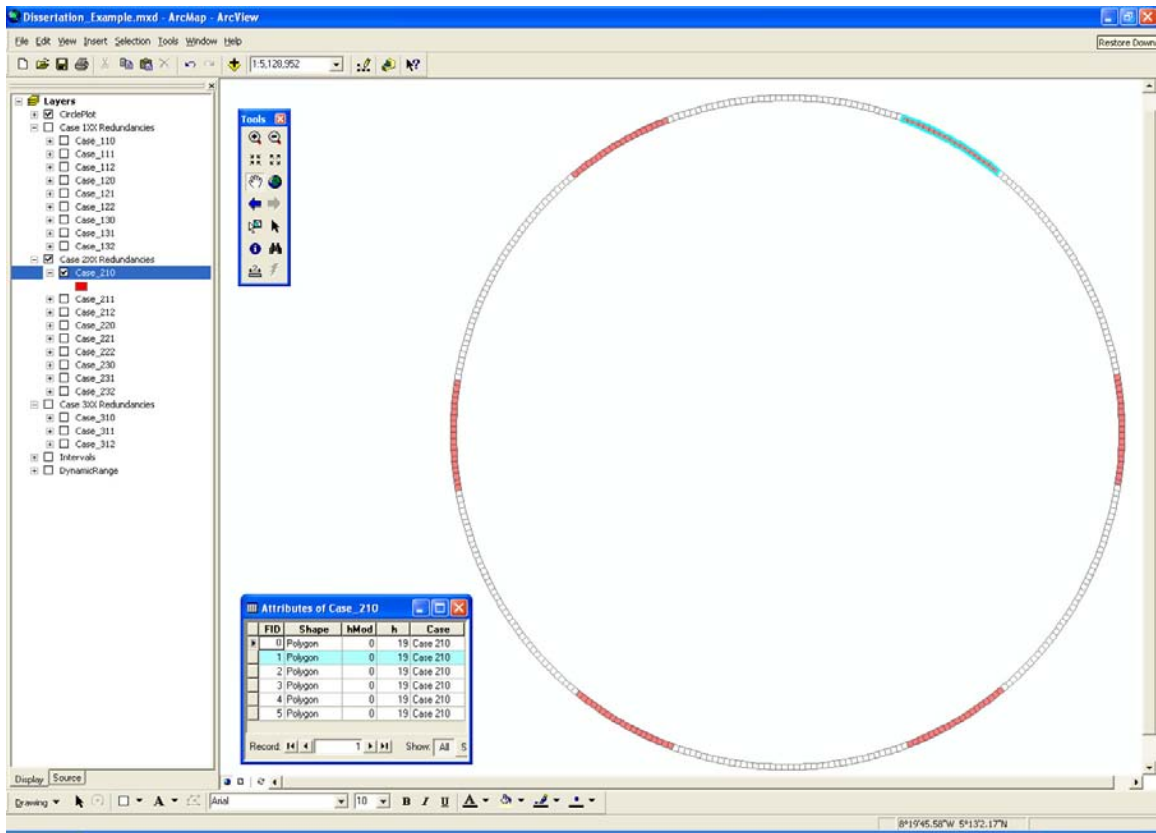 Dissertation_Example.mxd - ArcMap - ArcView
File Edit View Insert Selection Tools Window Help
Restore Down
1:5,128,952
Layers
CirclePlot
Case 1XX Redundancies
Case_110
Case_111
Case_112
Case_120
Case_121
Case_122
Case_130
Case_131
Case_132
Case 2XX Redundancies
Case_210
Case_211
Case_212
Case_220
Case_221
Case_222
Case_230
Case_231
Case_232
Case 3XX Redundancies
Case_310
Case_311
Case_312
Intervals
DynamicRange
Tools
Attributes of Case_210
FID Shape hMod h Case
0 Polygon 0 19 Case 210
1 Polygon 0 19 Case 210
2 Polygon 0 19 Case 210
3 Polygon 0 19 Case 210
4 Polygon 0 19 Case 210
5 Polygon 0 19 Case 210
Record: 1 Show: All S
Display Source
Drawing A Arial 10 B I U A
8°19'45.58"W 5°13'2.17"N